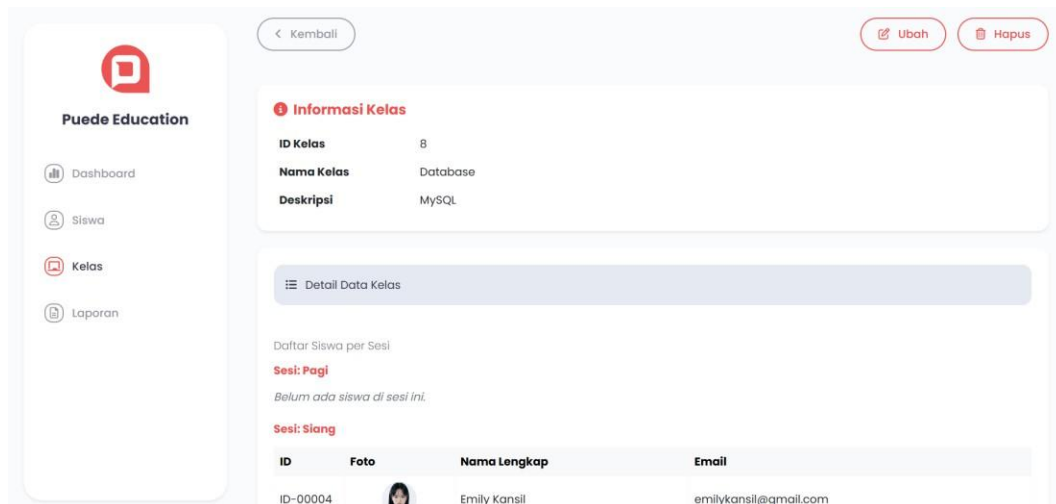 Puede Education
Dashboard
Siswa
Kelas
Laporan
Kembali
Ubah
Hapus
Informasi Kelas
ID Kelas 8
Nama Kelas Database
Deskripsi MySQL
Detail Data Kelas
Daftar Siswa per Sesi
Sesi: Pagi
Belum ada siswa di sesi ini.
Sesi: Siang
ID Foto Nama Lengkap Email
ID-00004 Emily Kansil emilykansil@gmail.com